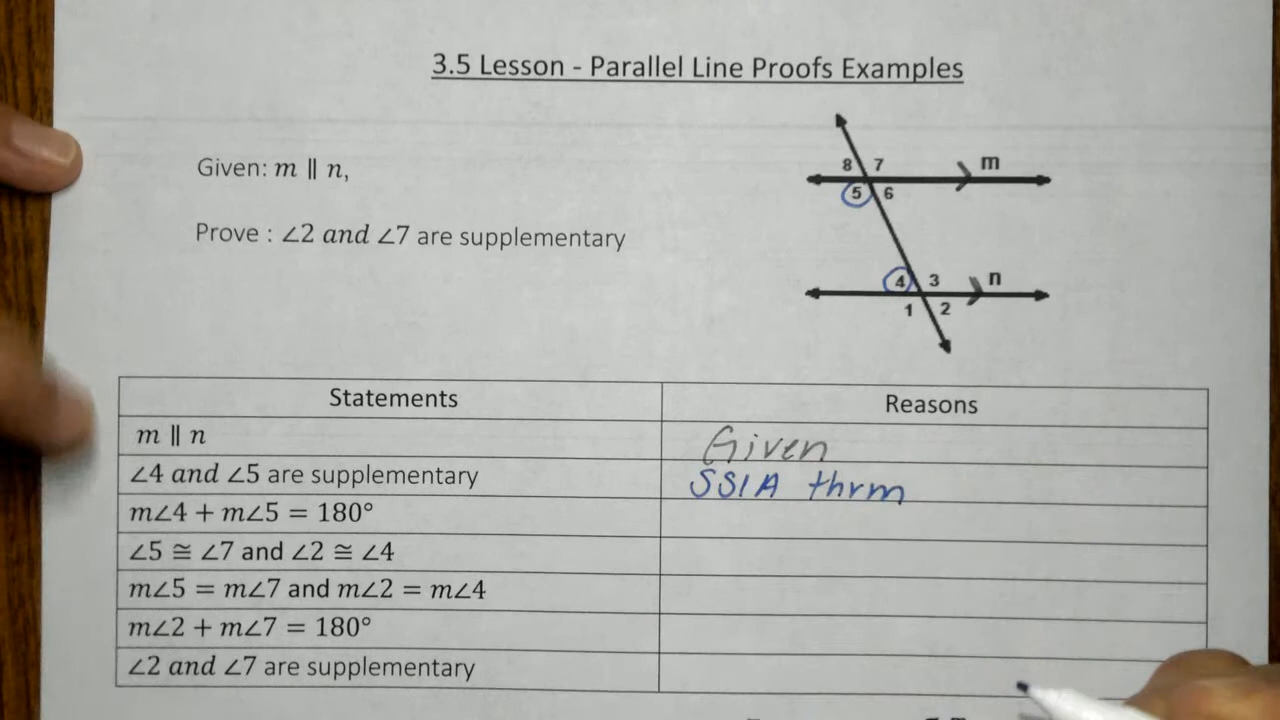 3.5 Lesson - Parallel Line Proofs Examples
Given: m ∥ n,
Prove : ∠2 and ∠7 are supplementary
8 7 m
5 6
4 3 n
1 2
Statements Reasons
m ∥ n Given
∠4 and ∠5 are supplementary SSIA thrm
m∠4 + m∠5 = 180°
∠5 ≅ ∠7 and ∠2 ≅ ∠4
m∠5 = m∠7 and m∠2 = m∠4
m∠2 + m∠7 = 180°
∠2 and ∠7 are supplementary